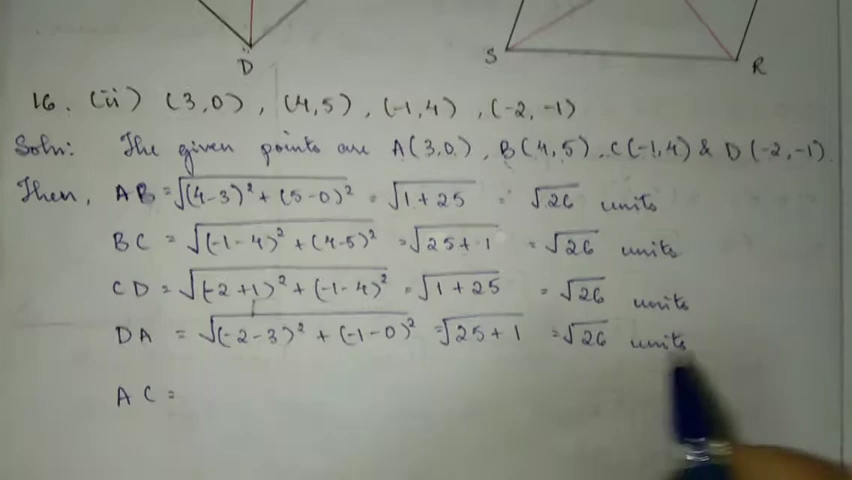 D
S
R
16. (ii) (3,0), (4,5), (-1,4), (-2,-1)
Soln: The given points are A(3,0), B(4,5), C(-1,4) & D(-2,-1).
Then, AB = √(4-3)² + (5-0)² = √1+25 = √26 units
BC = √(-1-4)² + (4-5)² = √25+1 = √26 units
CD = √(-2+1)² + (-1-4)² = √1+25 = √26 units
DA = √(-2-3)² + (-1-0)² = √25+1 = √26 units
AC =